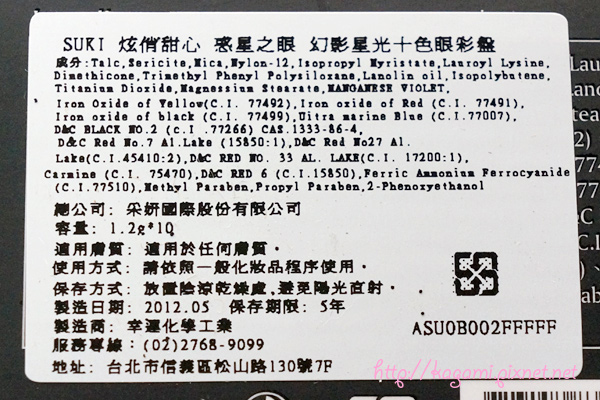 SUKI 炫俏甜心 惑星之眼 幻影星光十色眼彩盤
成分:Talc,Sericite,Mica,Nylon-12,Isopropyl Myristate,Lauroyl Lysine,
Dimethicone,Trimethyl Phenyl Polysiloxane,Lanolin oil,Isopolybutene,
Titanium Dioxide,Magnesium Stearate,MANGANESE VIOLET,
Iron Oxide of Yellow(C.I. 77492),Iron oxide of Red (C.I. 77491),
Iron oxide of black (C.I. 77499),Uitra marine Blue (C.I.77007),
D&C BLACK NO.2 (c.I .77266) CAS.1333-86-4,
D&C Red No.7 Al.Lake (15850:1),D&C Red No27 Al.
Lake(C.I.45410:2),D&C RED NO. 33 AL. LAKE(C.I. 17200:1),
Carmine (C.I. 75470),D&C RED 6 (C.I.15850),Ferric Ammonium Ferrocyanide
(C.I.77510),Methyl Paraben,Propyl Paraben,2-Phenoxyethanol
總公司: 采妍國際股份有限公司
容量: 1.2g*10
適用膚質: 適用於任何膚質。
使用方式: 請依照一般化妝品程序使用。
保存方式: 放置陰涼乾燥處,避免陽光直射。
製造日期: 2012.05 保存期限: 5年
製造商: 幸運化學工業
ASU0B002FFFFF
服務專線: (02)2768-9099
地址: 台北市信義區松山路130號7F
http://kagami.pixnet.net